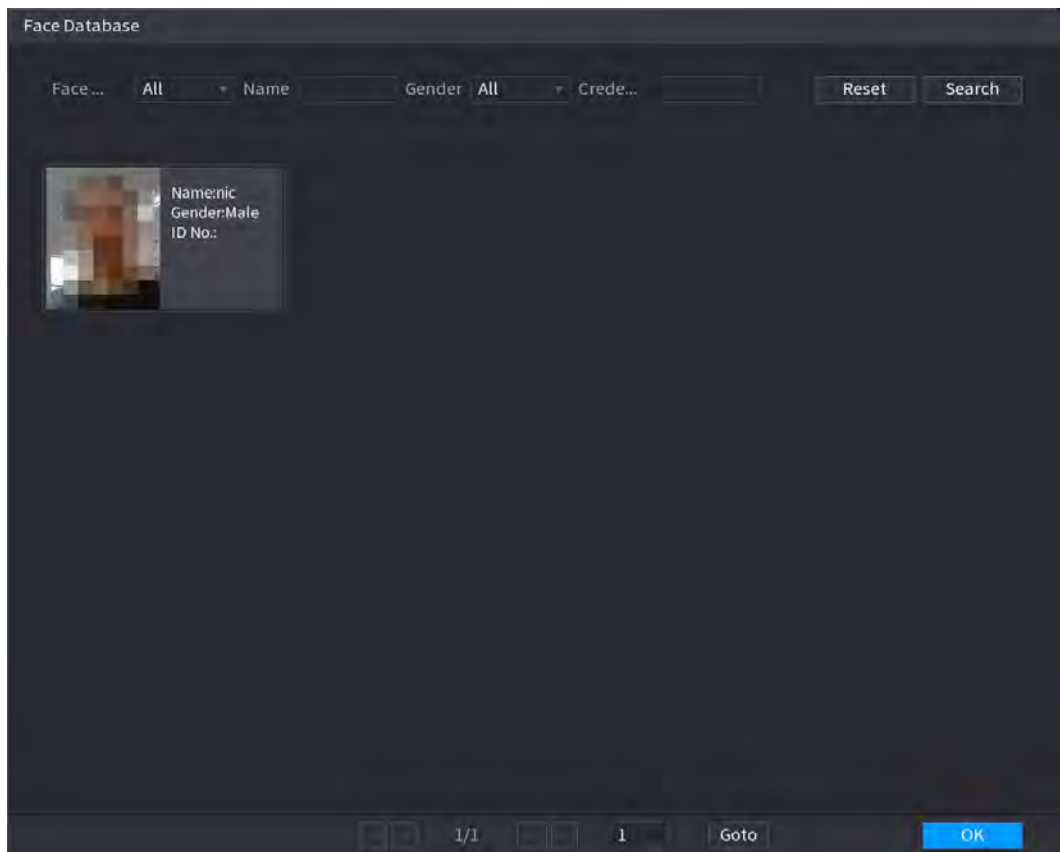 Face Database
Face... All Name Gender All Crede... Reset Search
Name:nic
Gender:Male
ID No.:
1/1 1 Goto OK